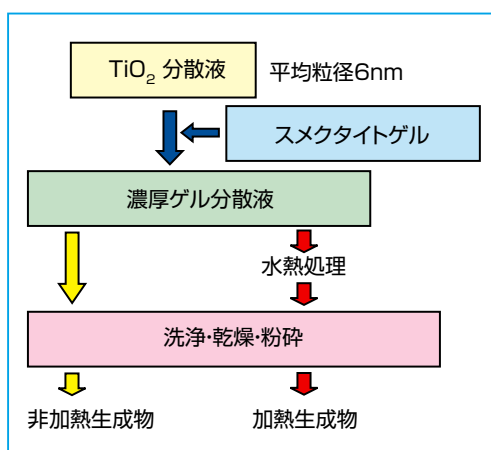 TiO2 分散液
平均粒径6nm
スメクタイトゲル
濃厚ゲル分散液
水熱処理
洗浄・乾燥・粉砕
非加熱生成物
加熱生成物